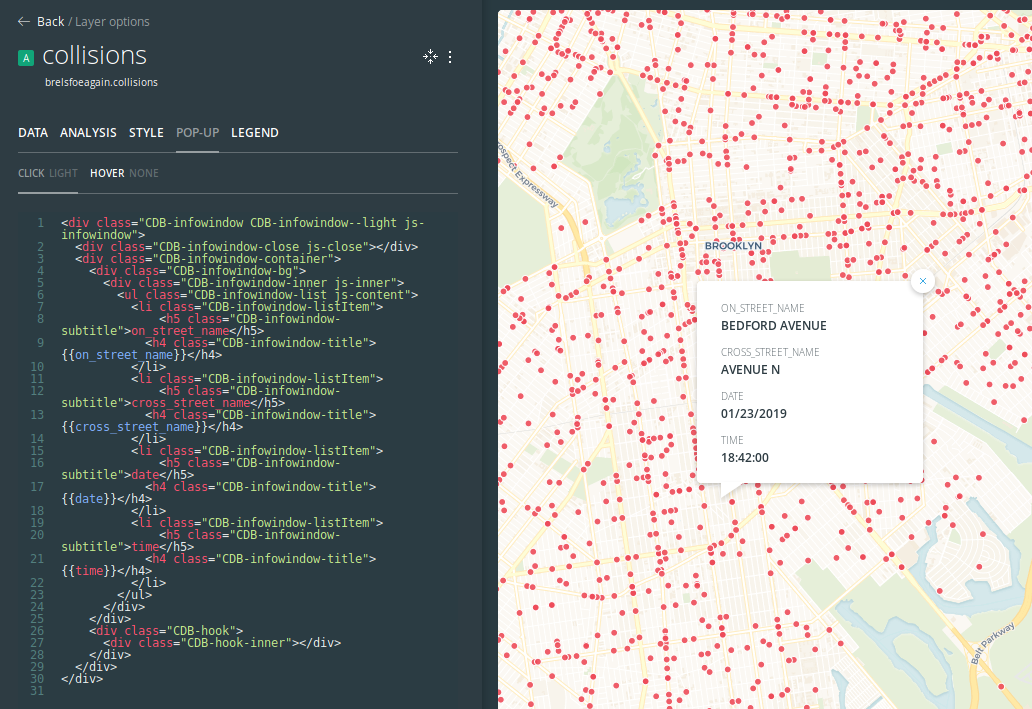 ← Back / Layer options
A collisions
brelsfoeagain.collisions
DATA ANALYSIS STYLE POP-UP LEGEND
CLICK LIGHT HOVER NONE
1 <div class="CDB-infowindow CDB-infowindow--light js-
infowindow">
2 <div class="CDB-infowindow-close js-close"></div>
3 <div class="CDB-infowindow-container">
4 <div class="CDB-infowindow-bg">
5 <div class="CDB-infowindow-inner js-inner">
6 <ul class="CDB-infowindow-list js-content">
7 <li class="CDB-infowindow-listItem">
8 <h5 class="CDB-infowindow-
subtitle">on_street_name</h5>
9 <h4 class="CDB-infowindow-title">
{{on_street_name}}</h4>
10 </li>
11 <li class="CDB-infowindow-listItem">
12 <h5 class="CDB-infowindow-
subtitle">cross_street_name</h5>
13 <h4 class="CDB-infowindow-title">
{{cross_street_name}}</h4>
14 </li>
15 <li class="CDB-infowindow-listItem">
16 <h5 class="CDB-infowindow-
subtitle">date</h5>
17 <h4 class="CDB-infowindow-title">
{{date}}</h4>
18 </li>
19 <li class="CDB-infowindow-listItem">
20 <h5 class="CDB-infowindow-
subtitle">time</h5>
21 <h4 class="CDB-infowindow-title">
{{time}}</h4>
22 </li>
23 </ul>
24 </div>
25 </div>
26 <div class="CDB-hook">
27 <div class="CDB-hook-inner"></div>
28 </div>
29 </div>
30 </div>
31
ospect Expressway
BROOKLYN
ON_STREET_NAME
BEDFORD AVENUE
CROSS_STREET_NAME
AVENUE N
DATE
01/23/2019
TIME
18:42:00
Belt Parkway